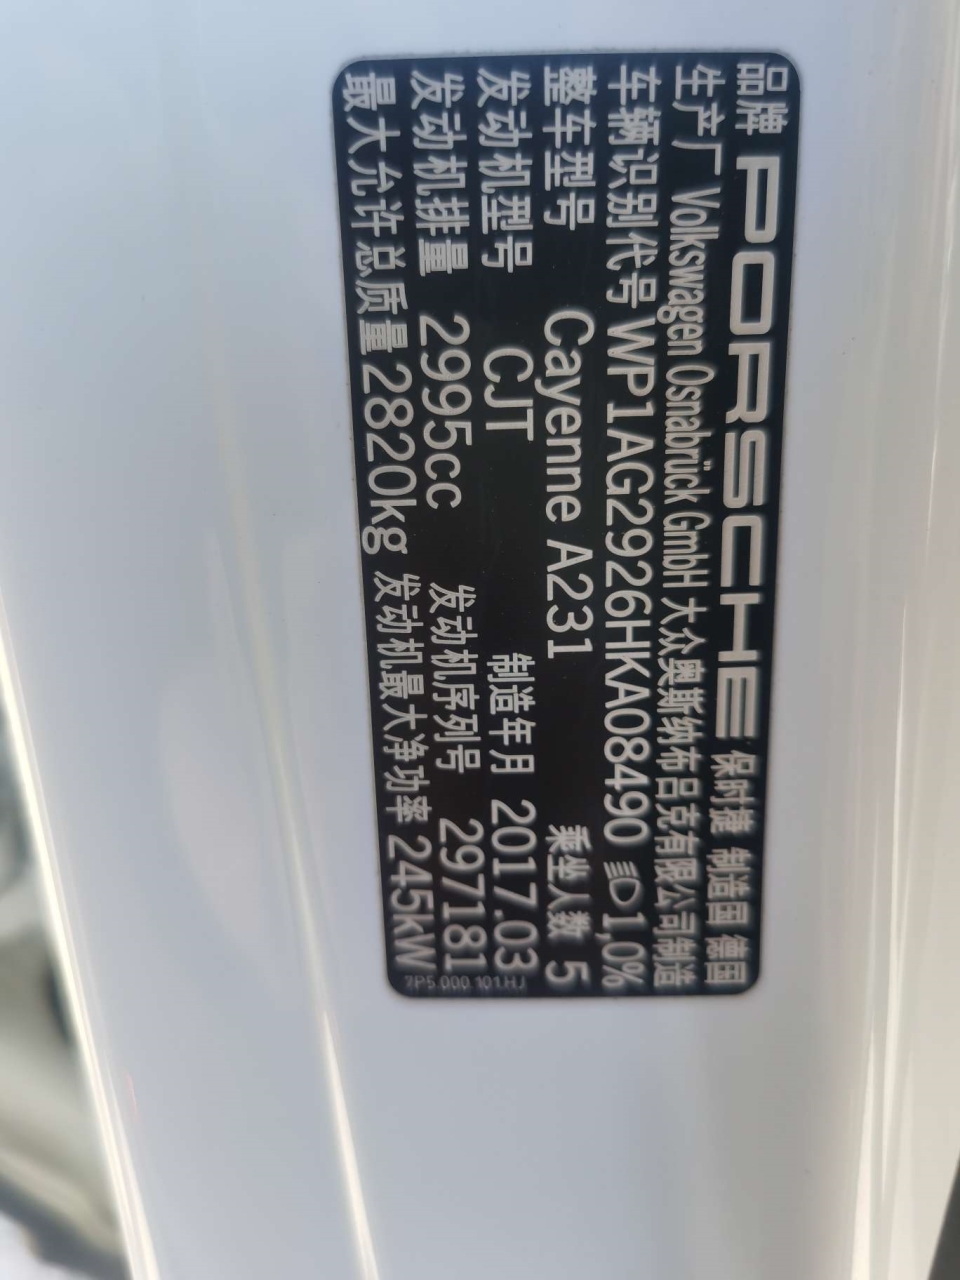 品牌 PORSCHE 保时捷 制造国 德国
生产厂 Volkswagen Osnabrück GmbH 大众奥斯纳布吕克有限公司制造
车辆识别代号 WP1AG2926HKA08490 1,0%
整车型号 Cayenne A231 乘坐人数 5
发动机型号 CJT 制造年月 2017.03
发动机排量 2995cc 发动机序列号 297181
最大允许总质量 2820kg 发动机最大净功率 245kW
7P5.000.101.HJ